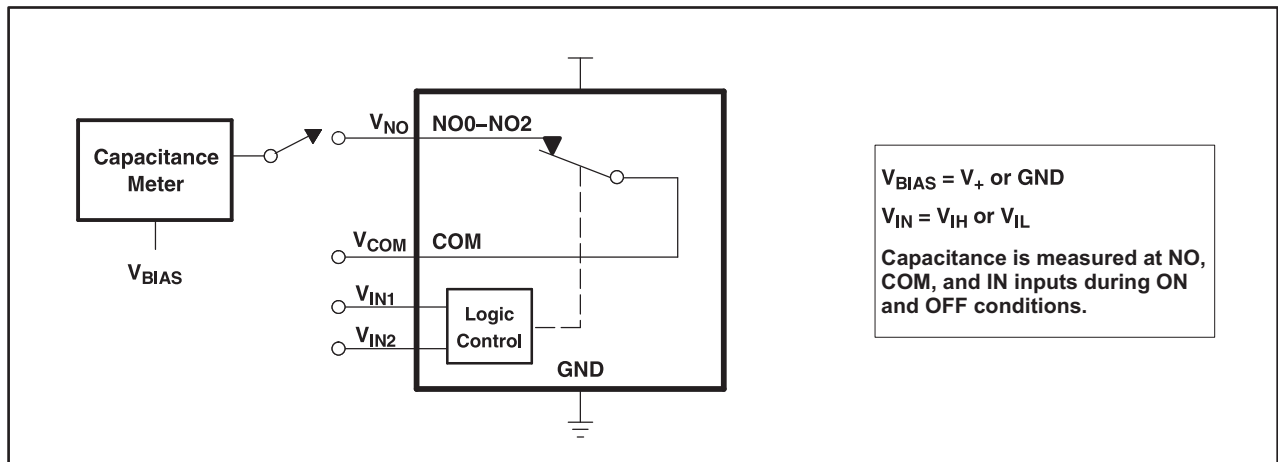 Capacitance
Meter
V_BIAS
V_NO
NO0–NO2
V_COM
COM
V_IN1
V_IN2
Logic
Control
GND
V_BIAS = V_+ or GND
V_IN = V_IH or V_IL
Capacitance is measured at NO,
COM, and IN inputs during ON
and OFF conditions.